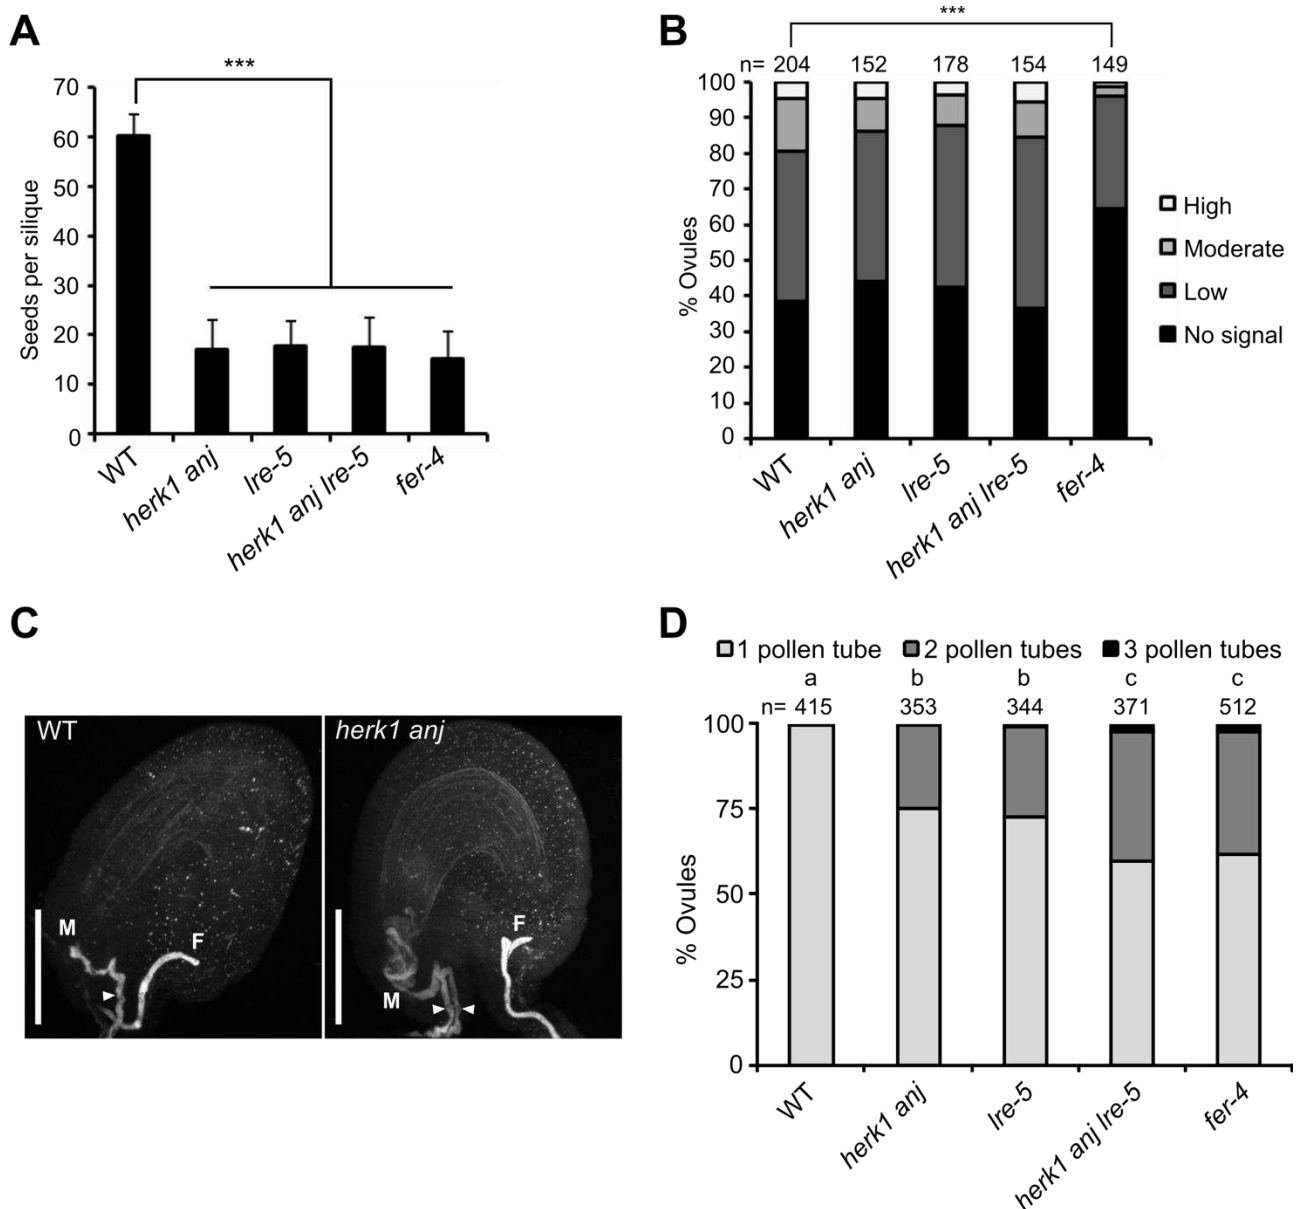 A
***
Seeds per silique
70
60
50
40
30
20
10
0
WT
herk1 anj
lre-5
herk1 anj lre-5
fer-4
B
***
n= 204 152 178 154 149
% Ovules
100
90
80
70
60
50
40
30
20
10
0
High
Moderate
Low
No signal
WT
herk1 anj
lre-5
herk1 anj lre-5
fer-4
C
WT
M
F
herk1 anj
M
F
D
1 pollen tube 2 pollen tubes 3 pollen tubes
a b b c c
n= 415 353 344 371 512
% Ovules
100
75
50
25
0
WT
herk1 anj
lre-5
herk1 anj lre-5
fer-4